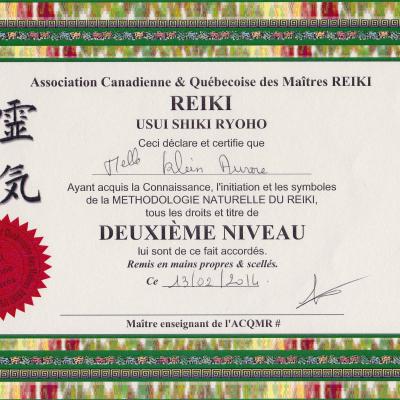 Association Canadienne & Québecoise des Maîtres REIKI
REIKI
USUI SHIKI RYOHO
Ceci déclare et certifie que
Melle Klein Aurore
Ayant acquis la Connaissance, l'initiation et les symboles
de la METHODOLOGIE NATURELLE DU REIKI,
tous les droits et titre de
DEUXIÈME NIVEAU
lui sont de ce fait accordés.
Remis en mains propres & scellés.
Ce 13/02/2014.
Maître enseignant de l'ACQMR #
靈
気